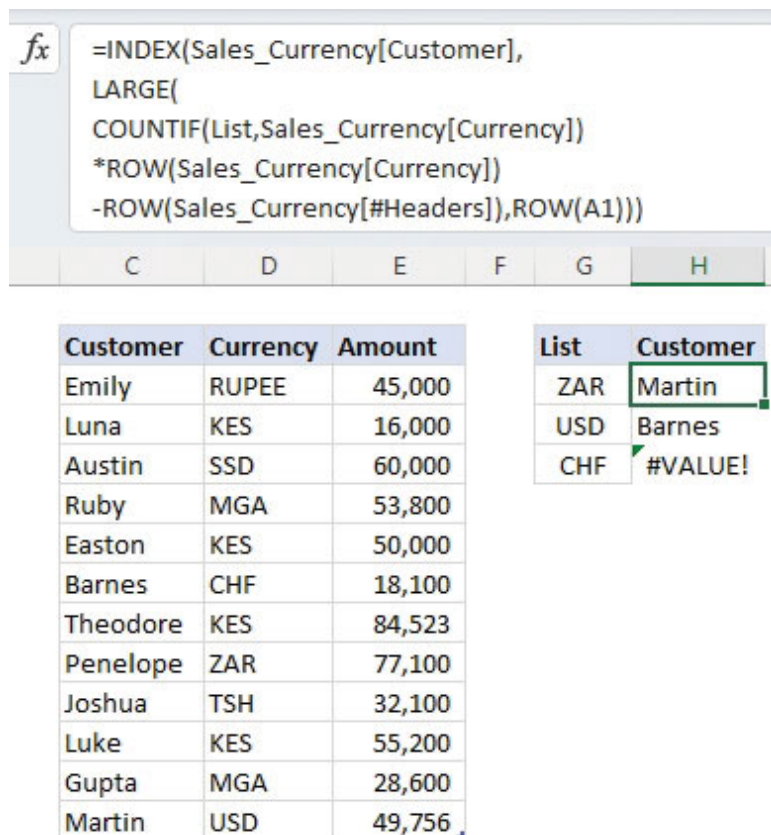 fx
=INDEX(Sales_Currency[Customer],
LARGE(
COUNTIF(List,Sales_Currency[Currency])
*ROW(Sales_Currency[Currency])
-ROW(Sales_Currency[#Headers]),ROW(A1)))
C D E F G H
Customer Currency Amount List Customer
Emily RUPEE 45,000 ZAR Martin
Luna KES 16,000 USD Barnes
Austin SSD 60,000 CHF #VALUE!
Ruby MGA 53,800
Easton KES 50,000
Barnes CHF 18,100
Theodore KES 84,523
Penelope ZAR 77,100
Joshua TSH 32,100
Luke KES 55,200
Gupta MGA 28,600
Martin USD 49,756